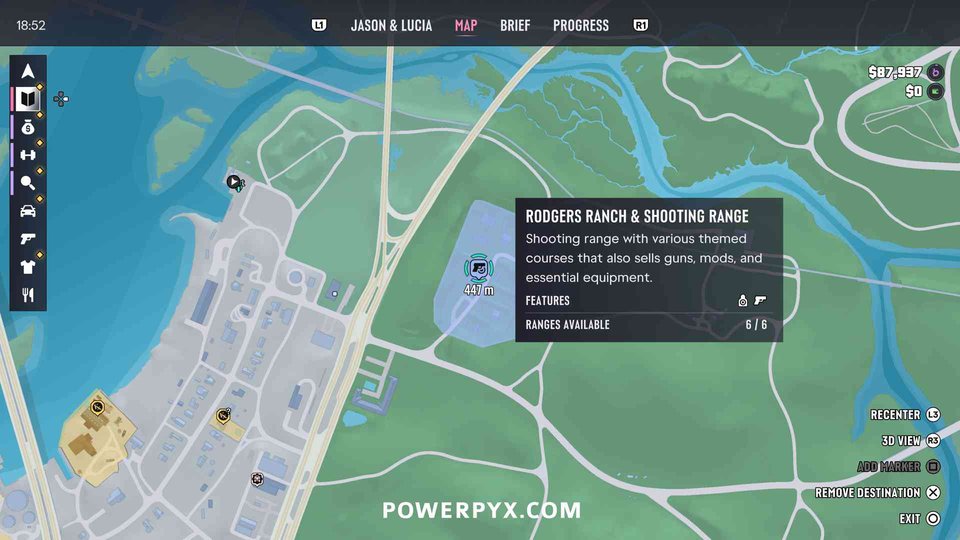 18:52
L1
JASON & LUCIA
MAP
BRIEF
PROGRESS
R1
$87,937
$0
RODGERS RANCH & SHOOTING RANGE
Shooting range with various themed
courses that also sells guns, mods, and
essential equipment.
FEATURES
RANGES AVAILABLE 6 / 6
447 m
RECENTER L3
3D VIEW R3
ADD MARKER
REMOVE DESTINATION
EXIT
POWERPYX.COM